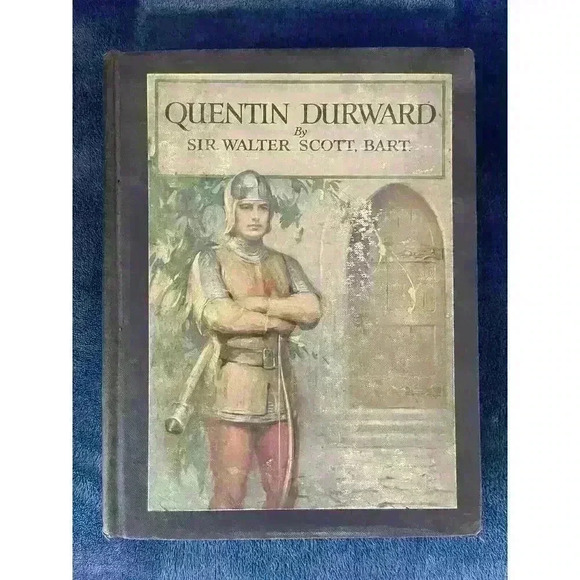 QUENTIN DURWARD
By
SIR WALTER SCOTT, BART.